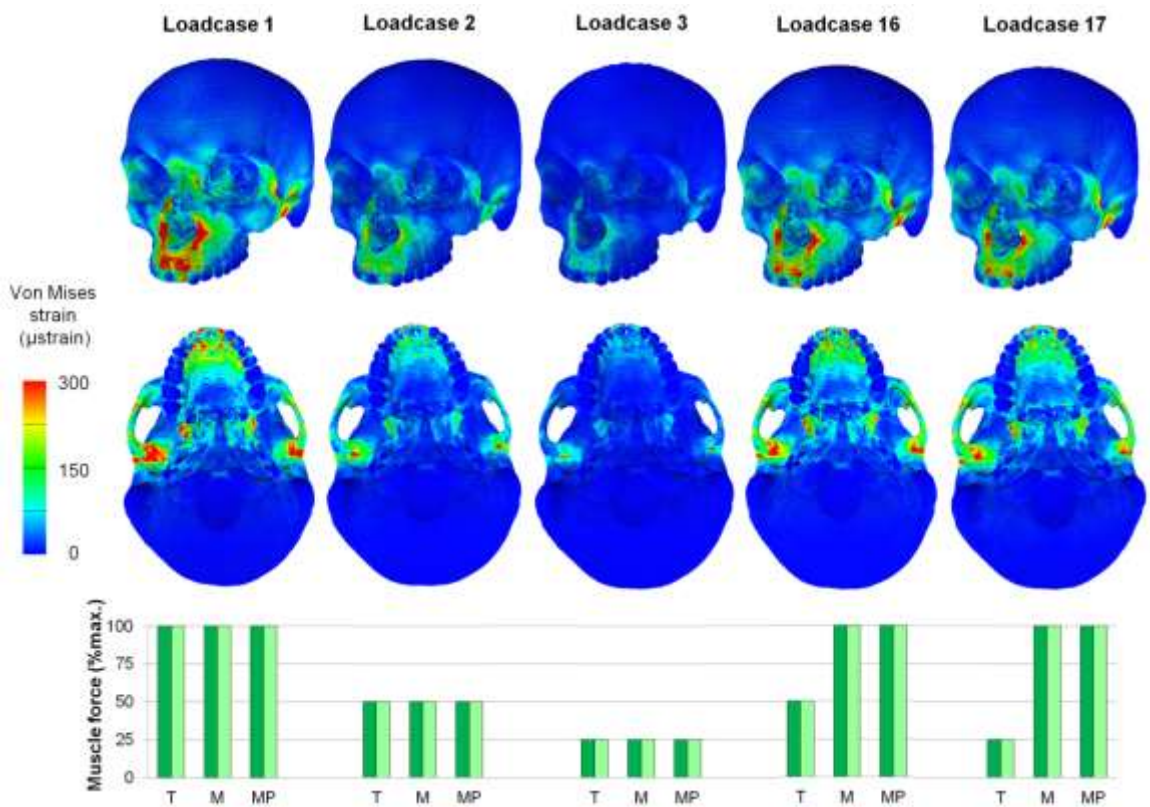 Loadcase 1 Loadcase 2 Loadcase 3 Loadcase 16 Loadcase 17
Von Mises
strain
(µstrain)
300
150
0
Muscle force (%max.)
100
75
50
25
0
T M MP T M MP T M MP T M MP T M MP